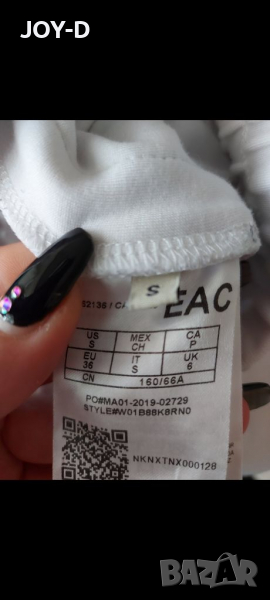 JOY-D
S
EAC
US MEX CA
S CH P
EU IT UK
36 S 6
CN 160/66A
PO#MA01-2019-02729
STYLE#W01B88K8RN0
NKNXTNX000128
BAZAR